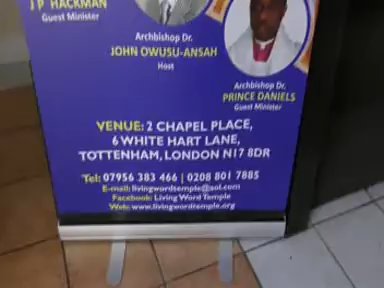 J P HACKMAN
Guest Minister
Archbishop Dr.
JOHN OWUSU-ANSAH
Host
Archbishop Dr.
PRINCE DANIELS
Guest Minister
VENUE: 2 CHAPEL PLACE,
6 WHITE HART LANE,
TOTTENHAM, LONDON N17 8DR
Tel: 07956 383 466 | 0208 801 7885
E-mail: livingwordtemple@aol.com
Facebook: Living Word Temple
Web: www.livingwordtemple.org